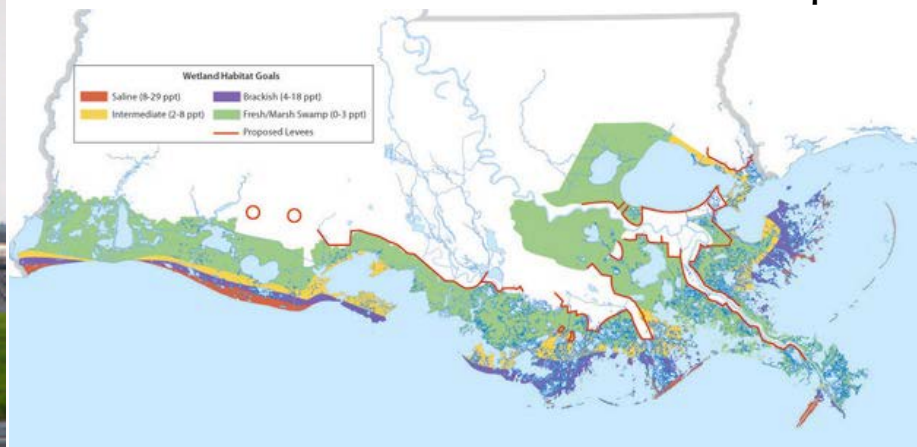 Wetland Habitat Goals
Saline (8-29 ppt)
Brackish (4-18 ppt)
Intermediate (2-8 ppt)
Fresh/Marsh Swamp (0-3 ppt)
Proposed Levees